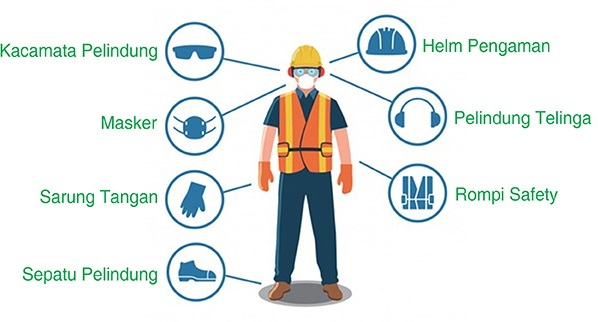 Kacamata Pelindung
Helm Pengaman
Masker
Pelindung Telinga
Sarung Tangan
Rompi Safety
Sepatu Pelindung